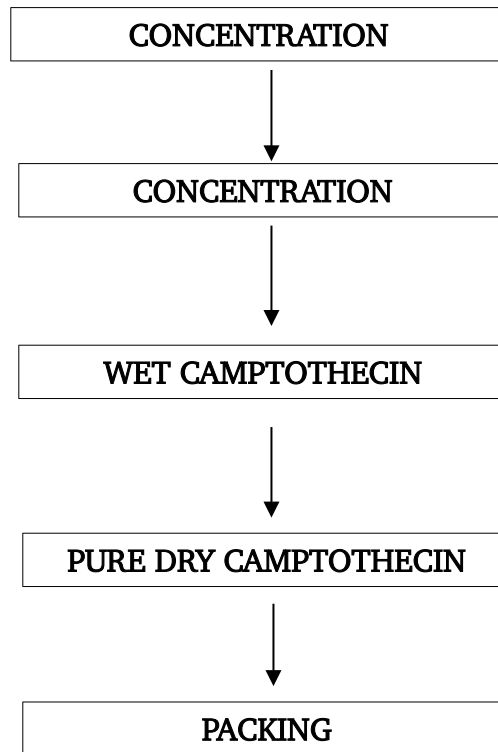 CONCENTRATION
CONCENTRATION
WET CAMPTOTHECIN
PURE DRY CAMPTOTHECIN
PACKING